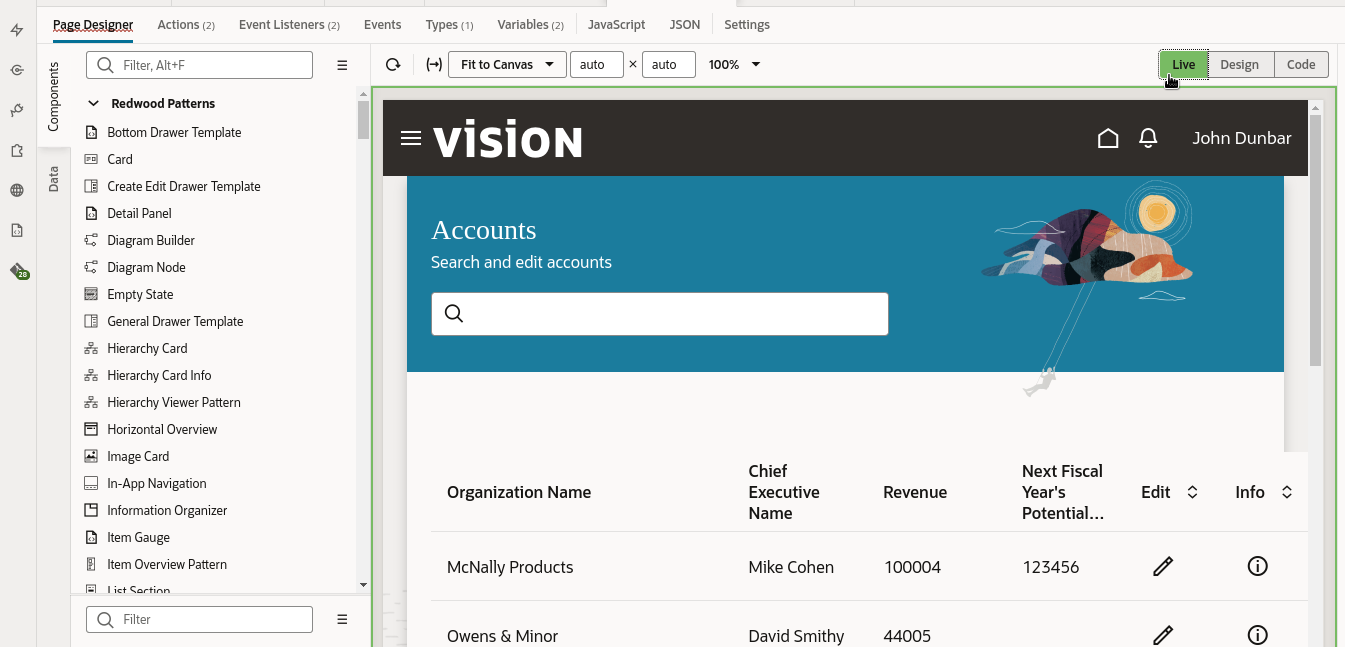 Page Designer Actions (2) Event Listeners (2) Events Types (1) Variables (2) JavaScript JSON Settings
Components
Data
28
Filter, Alt+F
Redwood Patterns
Bottom Drawer Template
Card
Create Edit Drawer Template
Detail Panel
Diagram Builder
Diagram Node
Empty State
General Drawer Template
Hierarchy Card
Hierarchy Card Info
Hierarchy Viewer Pattern
Horizontal Overview
Image Card
In-App Navigation
Information Organizer
Item Gauge
Item Overview Pattern
List Section
Filter
Fit to Canvas auto × auto 100% Live Design Code
VISION John Dunbar
Accounts
Search and edit accounts
Organization Name Chief Executive Name Revenue Next Fiscal Year's Potential... Edit Info
McNally Products Mike Cohen 100004 123456
Owens & Minor David Smithy 44005